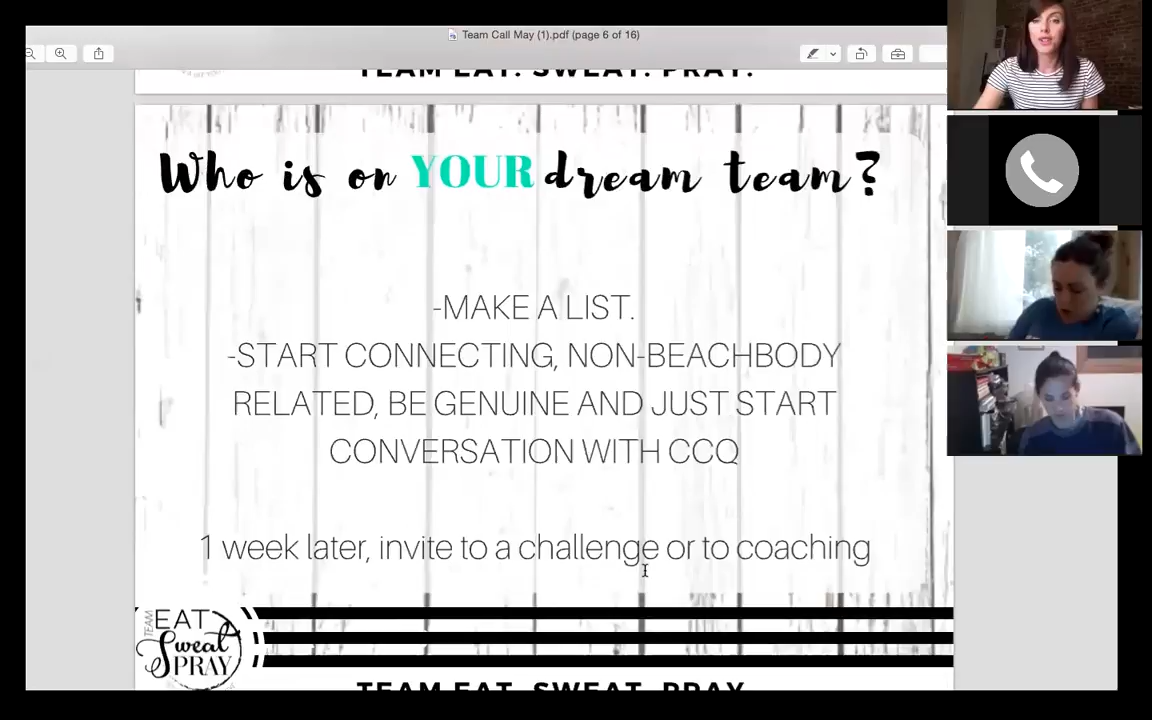 Team Call May (1).pdf (page 6 of 16)
TEAM EAT. SWEAT. PRAY.
Who is on YOUR dream team?
-MAKE A LIST.
-START CONNECTING, NON-BEACHBODY
RELATED, BE GENUINE AND JUST START
CONVERSATION WITH CCQ
1 week later, invite to a challenge or to coaching
TEAM
EAT
Sweat
PRAY
TEAM EAT. SWEAT. PRAY.